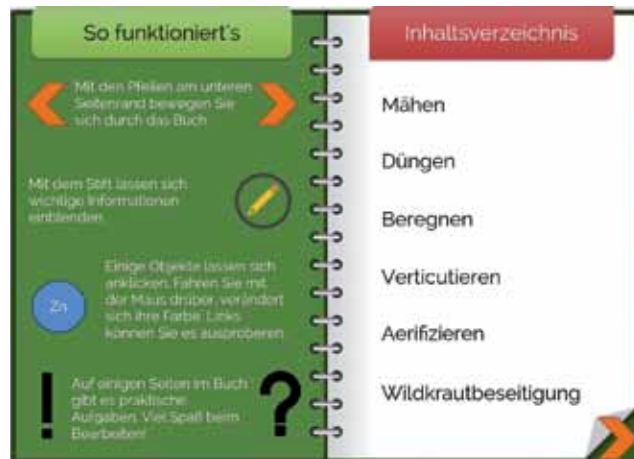 So funktioniert's
Mit den Pfeilen am unteren
Seitenrand bewegen Sie
sich durch das Buch
Mit dem Stift lassen sich
wichtige Informationen
einblenden
Einige Objekte lassen sich
anklicken. Fahren Sie mit
der Maus drüber, verändert
sich ihre Farbe. Links
können Sie es ausprobieren
Zn
Auf einigen Seiten im Buch
gibt es praktische
Aufgaben. Viel Spaß beim
Bearbeiten!
! ?
Inhaltsverzeichnis
Mähen
Düngen
Beregnen
Verticutieren
Aerifizieren
Wildkrautbeseitigung